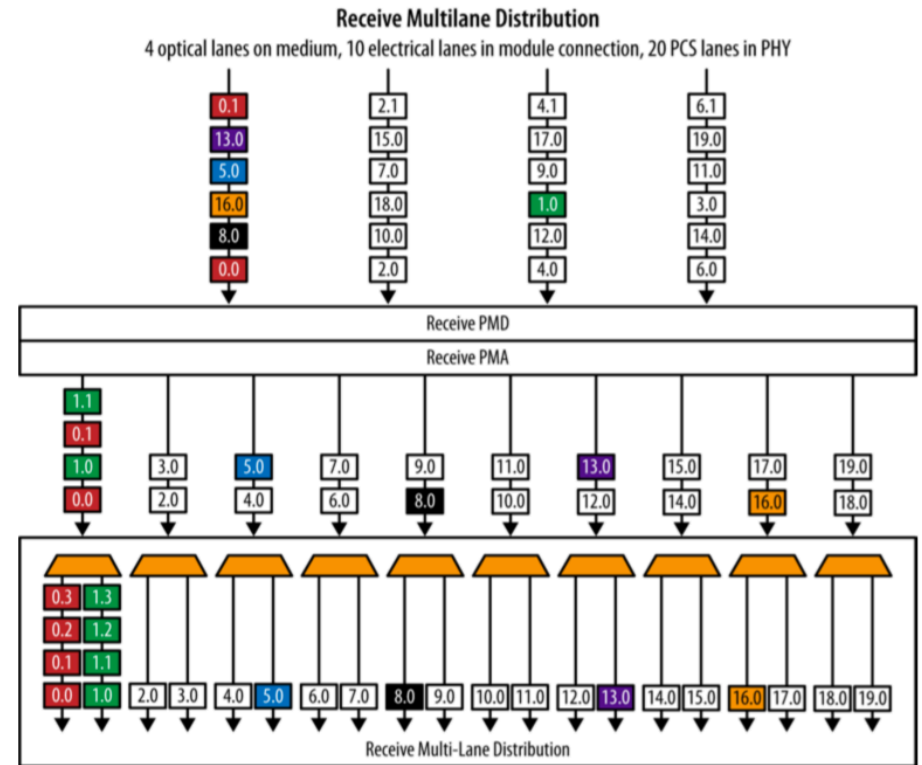 Receive Multilane Distribution
4 optical lanes on medium, 10 electrical lanes in module connection, 20 PCS lanes in PHY
0.1 2.1 4.1 6.1
13.0 15.0 17.0 19.0
5.0 7.0 9.0 11.0
16.0 18.0 1.0 3.0
8.0 10.0 12.0 14.0
0.0 2.0 4.0 6.0
Receive PMD
Receive PMA
1.1
0.1
1.0 3.0 5.0 7.0 9.0 11.0 13.0 15.0 17.0 19.0
0.0 2.0 4.0 6.0 8.0 10.0 12.0 14.0 16.0 18.0
0.3 1.3
0.2 1.2
0.1 1.1
0.0 1.0 2.0 3.0 4.0 5.0 6.0 7.0 8.0 9.0 10.0 11.0 12.0 13.0 14.0 15.0 16.0 17.0 18.0 19.0
Receive Multi-Lane Distribution